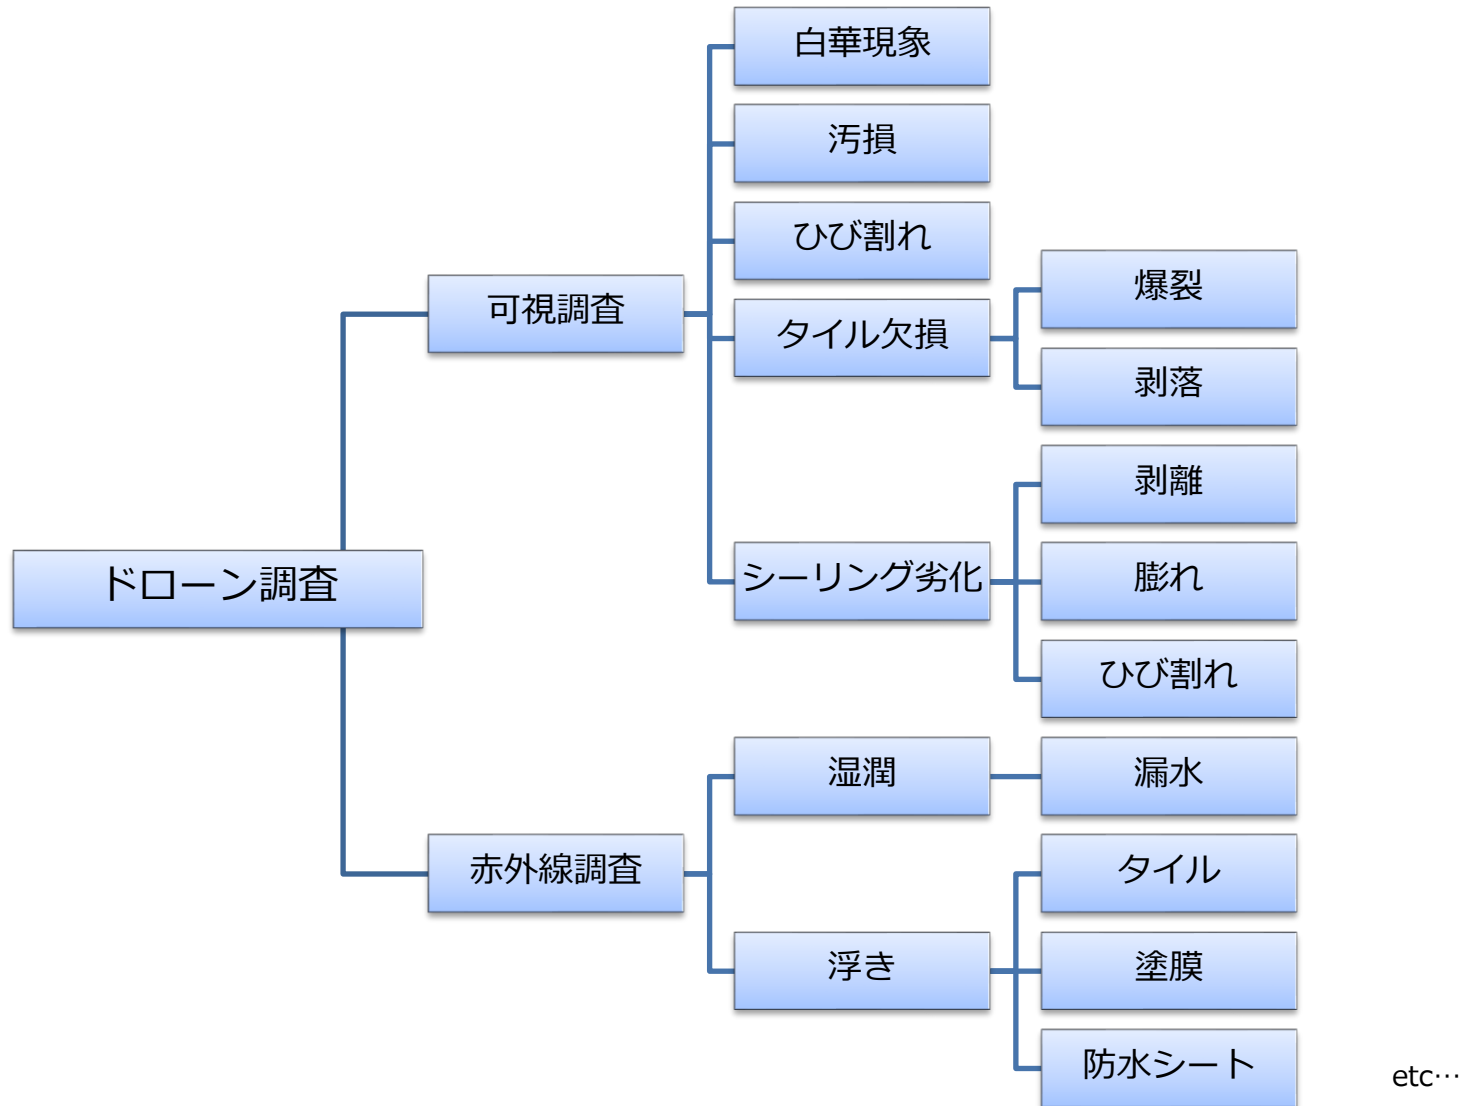 ドローン調査
可視調査
白華現象
汚損
ひび割れ
タイル欠損
爆裂
剥落
シーリング劣化
剥離
膨れ
ひび割れ
赤外線調査
湿潤
漏水
浮き
タイル
塗膜
防水シート
etc…